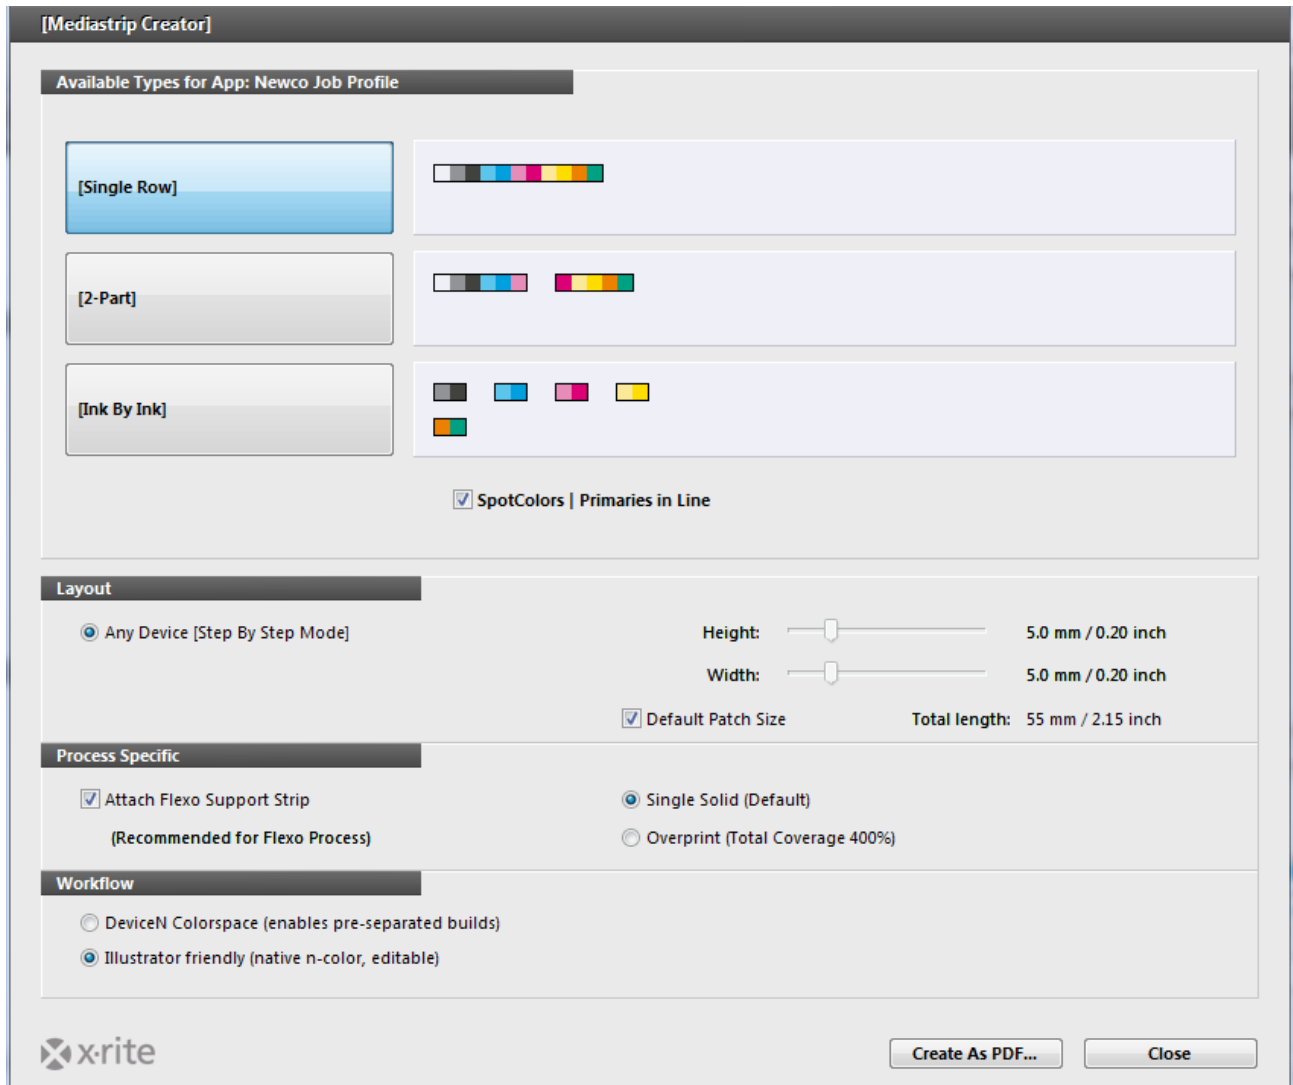 [Mediastrip Creator]
Available Types for App: Newco Job Profile
[Single Row]
[2-Part]
[Ink By Ink]
SpotColors | Primaries in Line
Layout
Any Device [Step By Step Mode]
Height: 5.0 mm / 0.20 inch
Width: 5.0 mm / 0.20 inch
Default Patch Size Total length: 55 mm / 2.15 inch
Process Specific
Attach Flexo Support Strip Single Solid (Default)
(Recommended for Flexo Process) Overprint (Total Coverage 400%)
Workflow
DeviceN Colorspace (enables pre-separated builds)
Illustrator friendly (native n-color, editable)
x·rite Create As PDF... Close